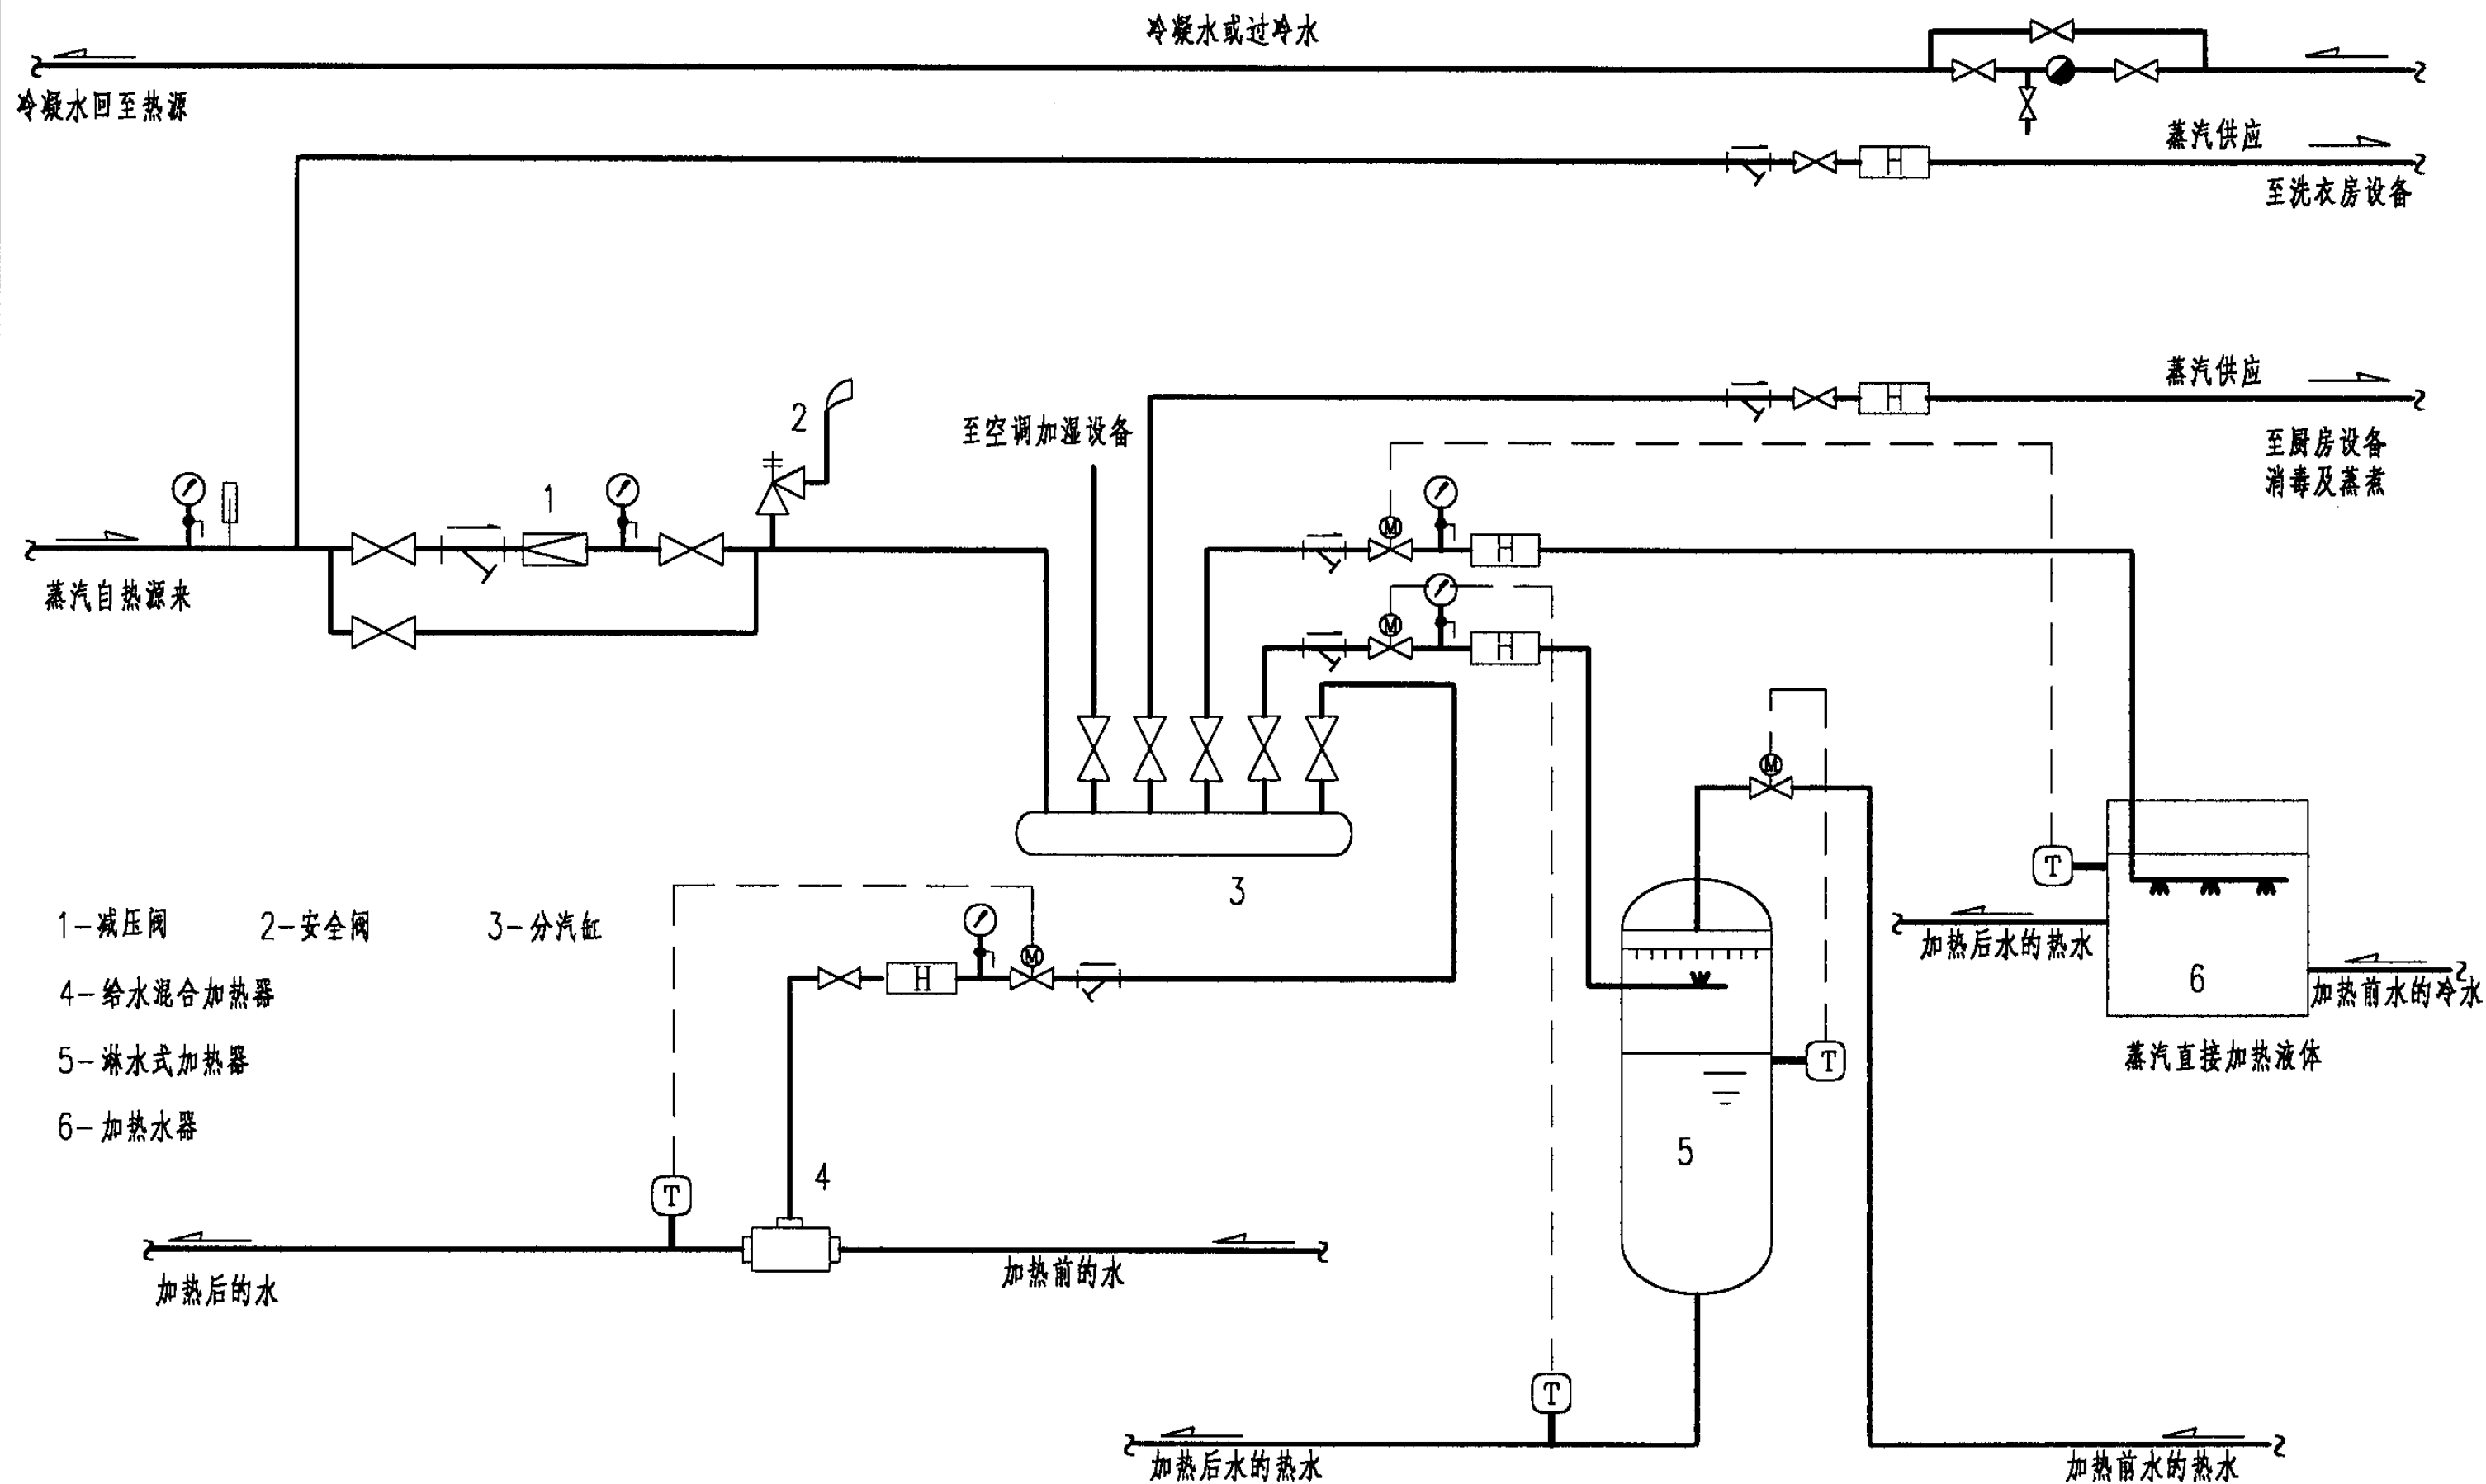 冷凝水或过冷水
冷凝水回至热源
蒸汽供应
至洗衣房设备
蒸汽供应
至厨房设备
消毒及蒸煮
至空调加湿设备
2
1
H
H
M
H
M
H
蒸汽自热源来
M
T
3
1-减压阀 2-安全阀 3-分汽缸
4-给水混合加热器
5-淋水式加热器
6-加热水器
M
H
加热后水的热水
6
加热前水的冷水
蒸汽直接加热液体
T
5
4
T
加热后的水
加热前的水
T
加热后水的热水
加热前水的热水